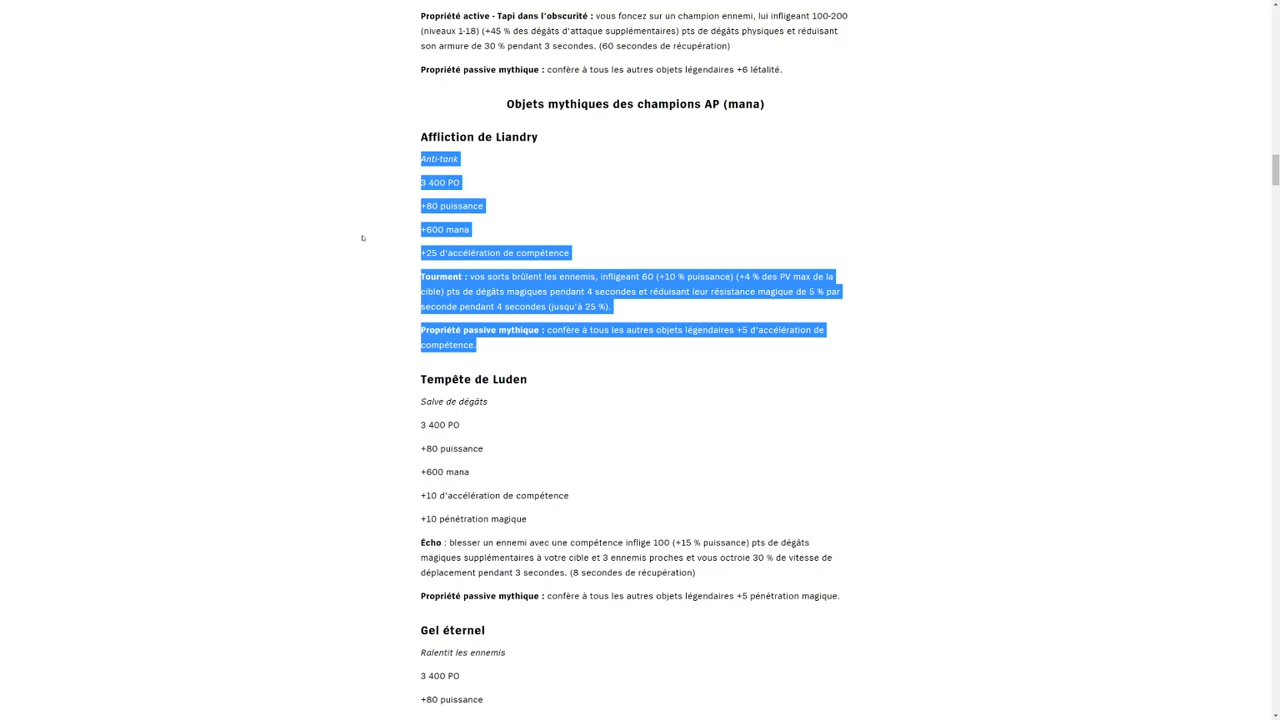 Propriété active - Tapi dans l'obscurité : vous foncez sur un champion ennemi, lui infligeant 100-200
(niveaux 1-18) (+45 % des dégâts d'attaque supplémentaires) pts de dégâts physiques et réduisant
son armure de 30 % pendant 3 secondes. (60 secondes de récupération)
Propriété passive mythique : confère à tous les autres objets légendaires +6 létalité.
Objets mythiques des champions AP (mana)
Affliction de Liandry
Anti-tank
3 400 PO
+80 puissance
+600 mana
+25 d'accélération de compétence
Tourment : vos sorts brûlent les ennemis, infligeant 60 (+10 % puissance) (+4 % des PV max de la
cible) pts de dégâts magiques pendant 4 secondes et réduisant leur résistance magique de 5 % par
seconde pendant 4 secondes (jusqu'à 25 %).
Propriété passive mythique : confère à tous les autres objets légendaires +5 d'accélération de
compétence.
Tempête de Luden
Salve de dégâts
3 400 PO
+80 puissance
+600 mana
+10 d'accélération de compétence
+10 pénétration magique
Écho : blesser un ennemi avec une compétence inflige 100 (+15 % puissance) pts de dégâts
magiques supplémentaires à votre cible et 3 ennemis proches et vous octroie 30 % de vitesse de
déplacement pendant 3 secondes. (8 secondes de récupération)
Propriété passive mythique : confère à tous les autres objets légendaires +5 pénétration magique.
Gel éternel
Ralentit les ennemis
3 400 PO
+80 puissance